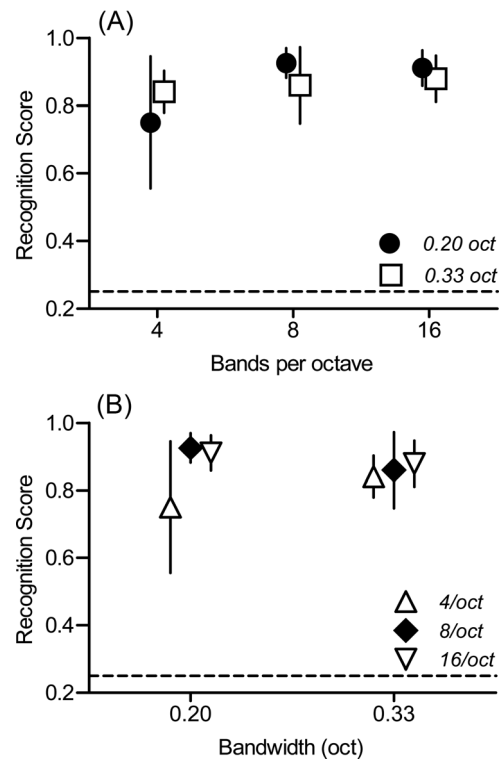 (A)
1.0
0.8
0.6
0.4
0.2
Recognition Score
0.20 oct
0.33 oct
4 8 16
Bands per octave
(B)
1.0
0.8
0.6
0.4
0.2
Recognition Score
4/oct
8/oct
16/oct
0.20 0.33
Bandwidth (oct)